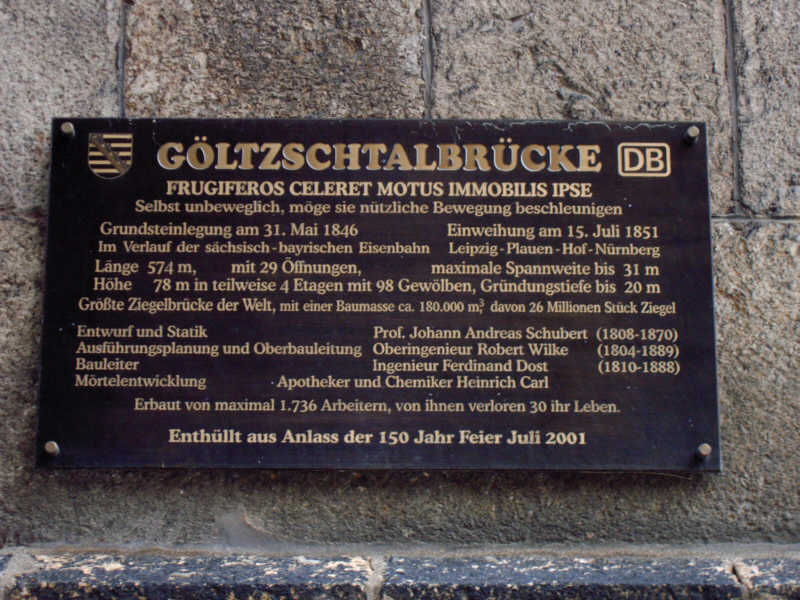 GÖLTZSCHTALBRÜCKE DB
FRUGIFEROS CELERET MOTUS IMMOBILIS IPSE
Selbst unbeweglich, möge sie nützliche Bewegung beschleunigen
Grundsteinlegung am 31. Mai 1846 Einweihung am 15. Juli 1851
Im Verlauf der sächsisch-bayrischen Eisenbahn Leipzig-Plauen-Hof-Nürnberg
Länge 574 m, mit 29 Öffnungen, maximale Spannweite bis 31 m
Höhe 78 m in teilweise 4 Etagen mit 98 Gewölben, Gründungstiefe bis 20 m
Größte Ziegelbrücke der Welt, mit einer Baumasse ca. 180.000 m³, davon 26 Millionen Stück Ziegel
Entwurf und Statik Prof. Johann Andreas Schubert (1808-1870)
Ausführungsplanung und Oberbauleitung Oberingenieur Robert Wilke (1804-1889)
Bauleiter Ingenieur Ferdinand Dost (1810-1888)
Mörtelentwicklung Apotheker und Chemiker Heinrich Carl
Erbaut von maximal 1.736 Arbeitern, von ihnen verloren 30 ihr Leben.
Enthüllt aus Anlass der 150 Jahr Feier Juli 2001